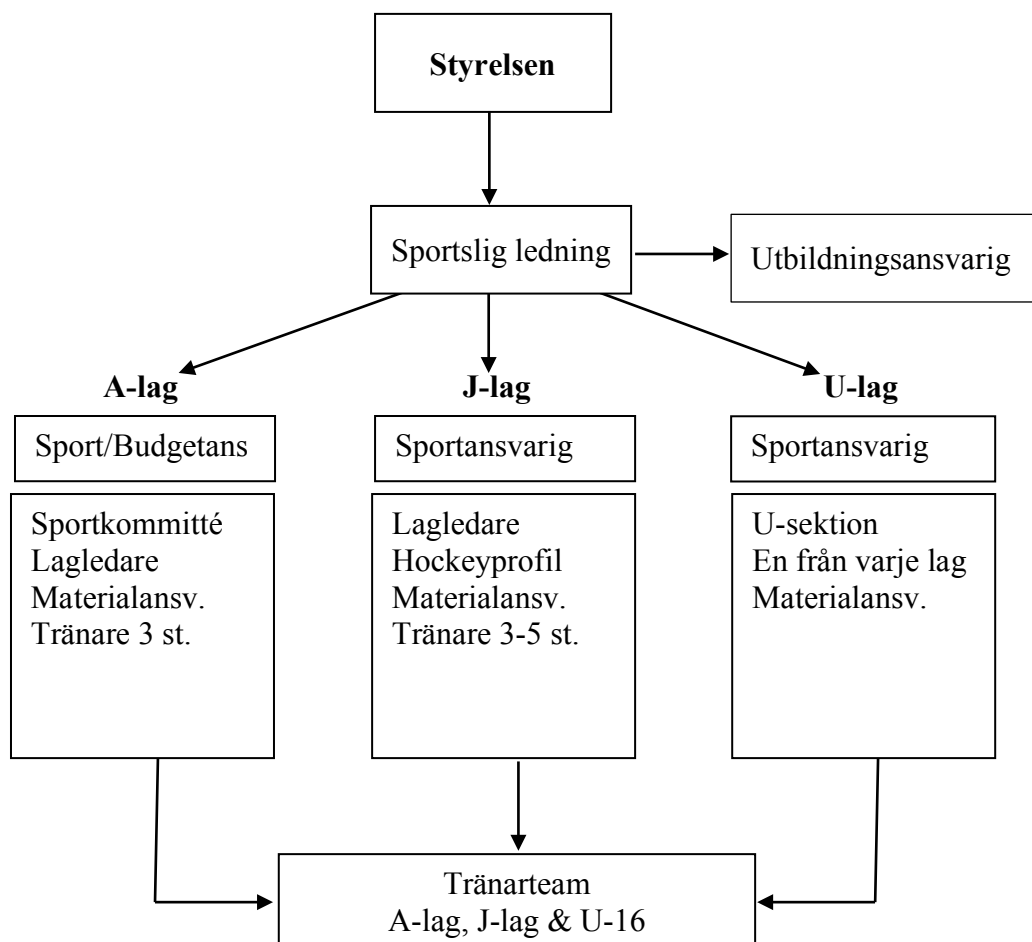 Styrelsen
Sportslig ledning
Utbildningsansvarig
A-lag
J-lag
U-lag
Sport/Budgetans
Sportansvarig
Sportansvarig
Sportkommitté
Lagledare
Materialansv.
Tränare 3 st.
Lagledare
Hockeyprofil
Materialansv.
Tränare 3-5 st.
U-sektion
En från varje lag
Materialansv.
Tränarteam
A-lag, J-lag & U-16